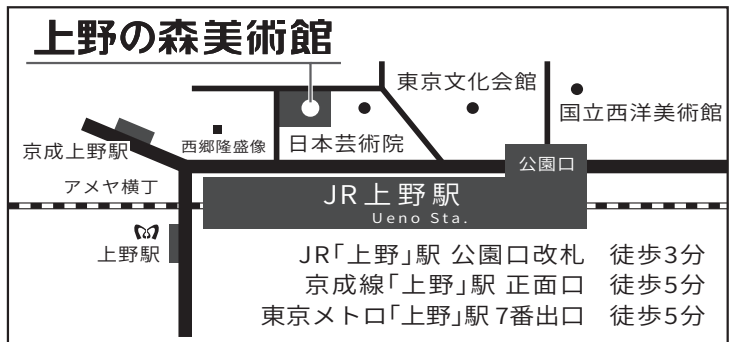 上野の森美術館
東京文化会館
国立西洋美術館
京成上野駅
西郷隆盛像
日本芸術院
公園口
アメヤ横丁
JR上野駅
Ueno Sta.
上野駅
JR「上野」駅 公園口改札 徒歩3分
京成線「上野」駅 正面口 徒歩5分
東京メトロ「上野」駅 7番出口 徒歩5分